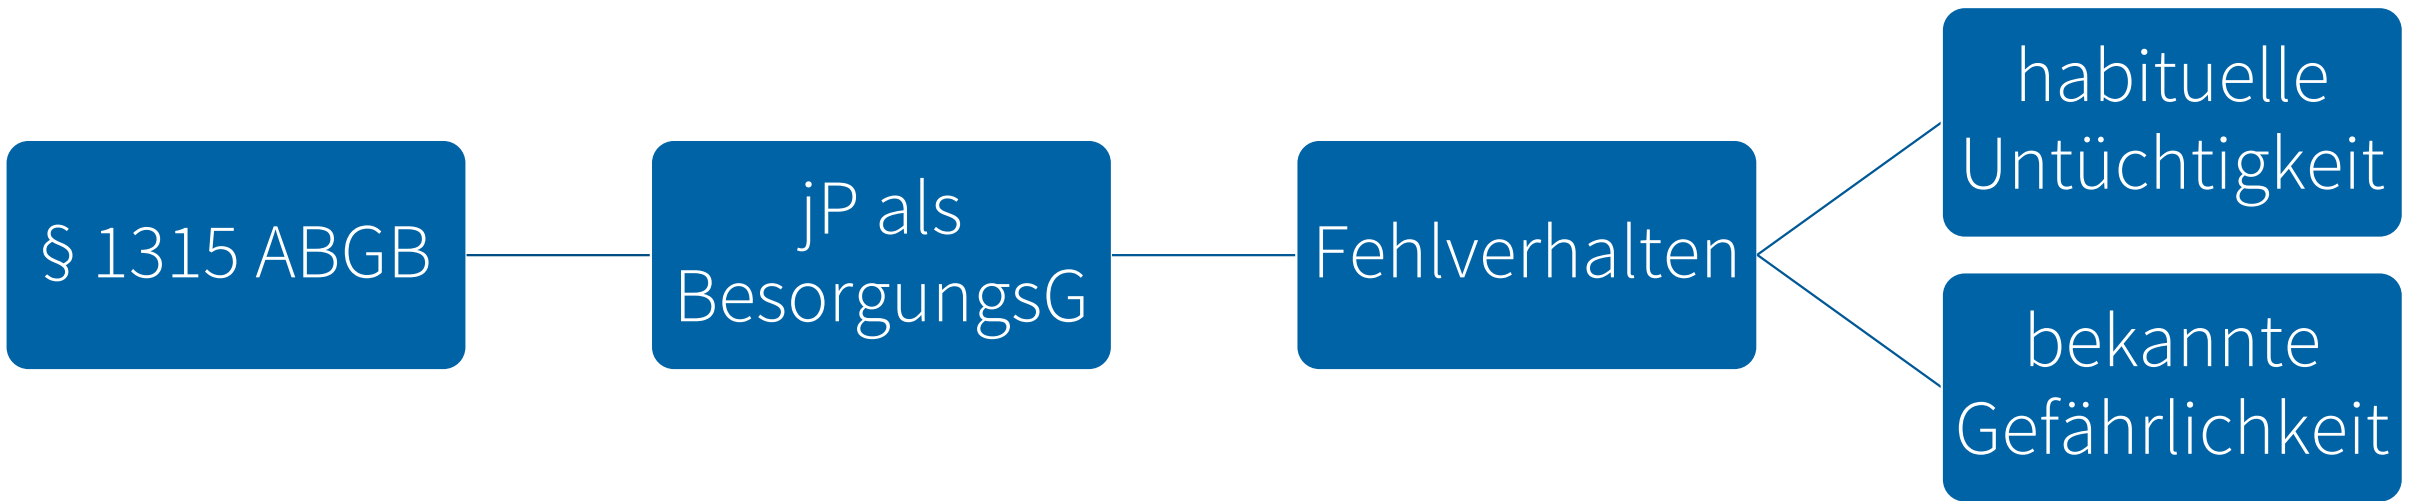 § 1315 ABGB
jP als
BesorgungsG
Fehlverhalten
habituelle
Untüchtigkeit
bekannte
Gefährlichkeit